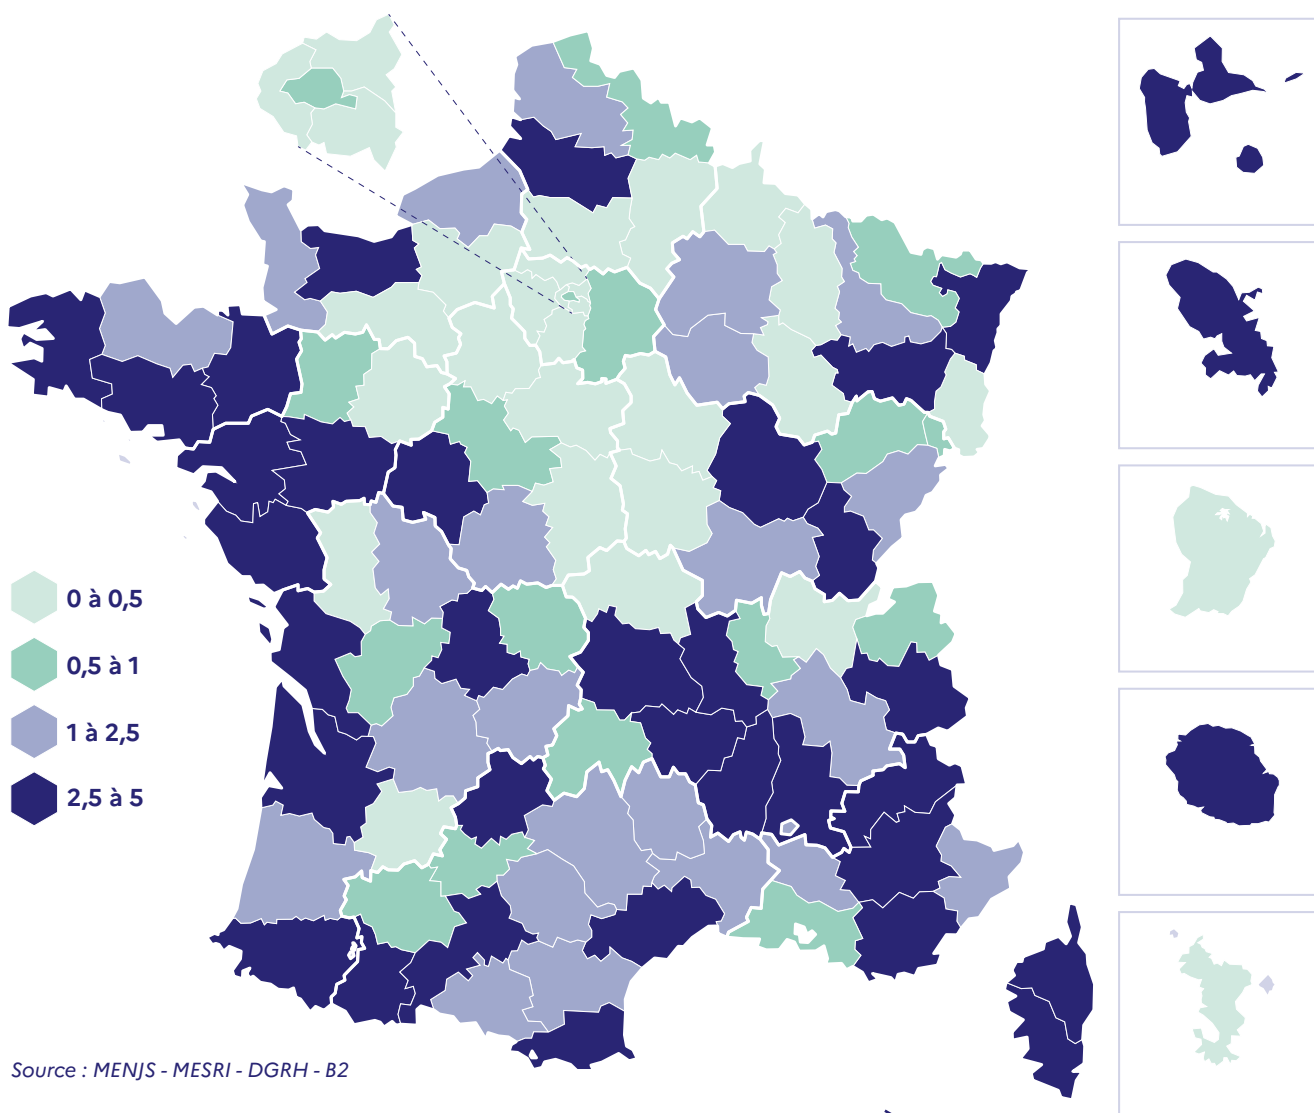 0 à 0,5
0,5 à 1
1 à 2,5
2,5 à 5
Source : MENJS - MESRI - DGRH - B2